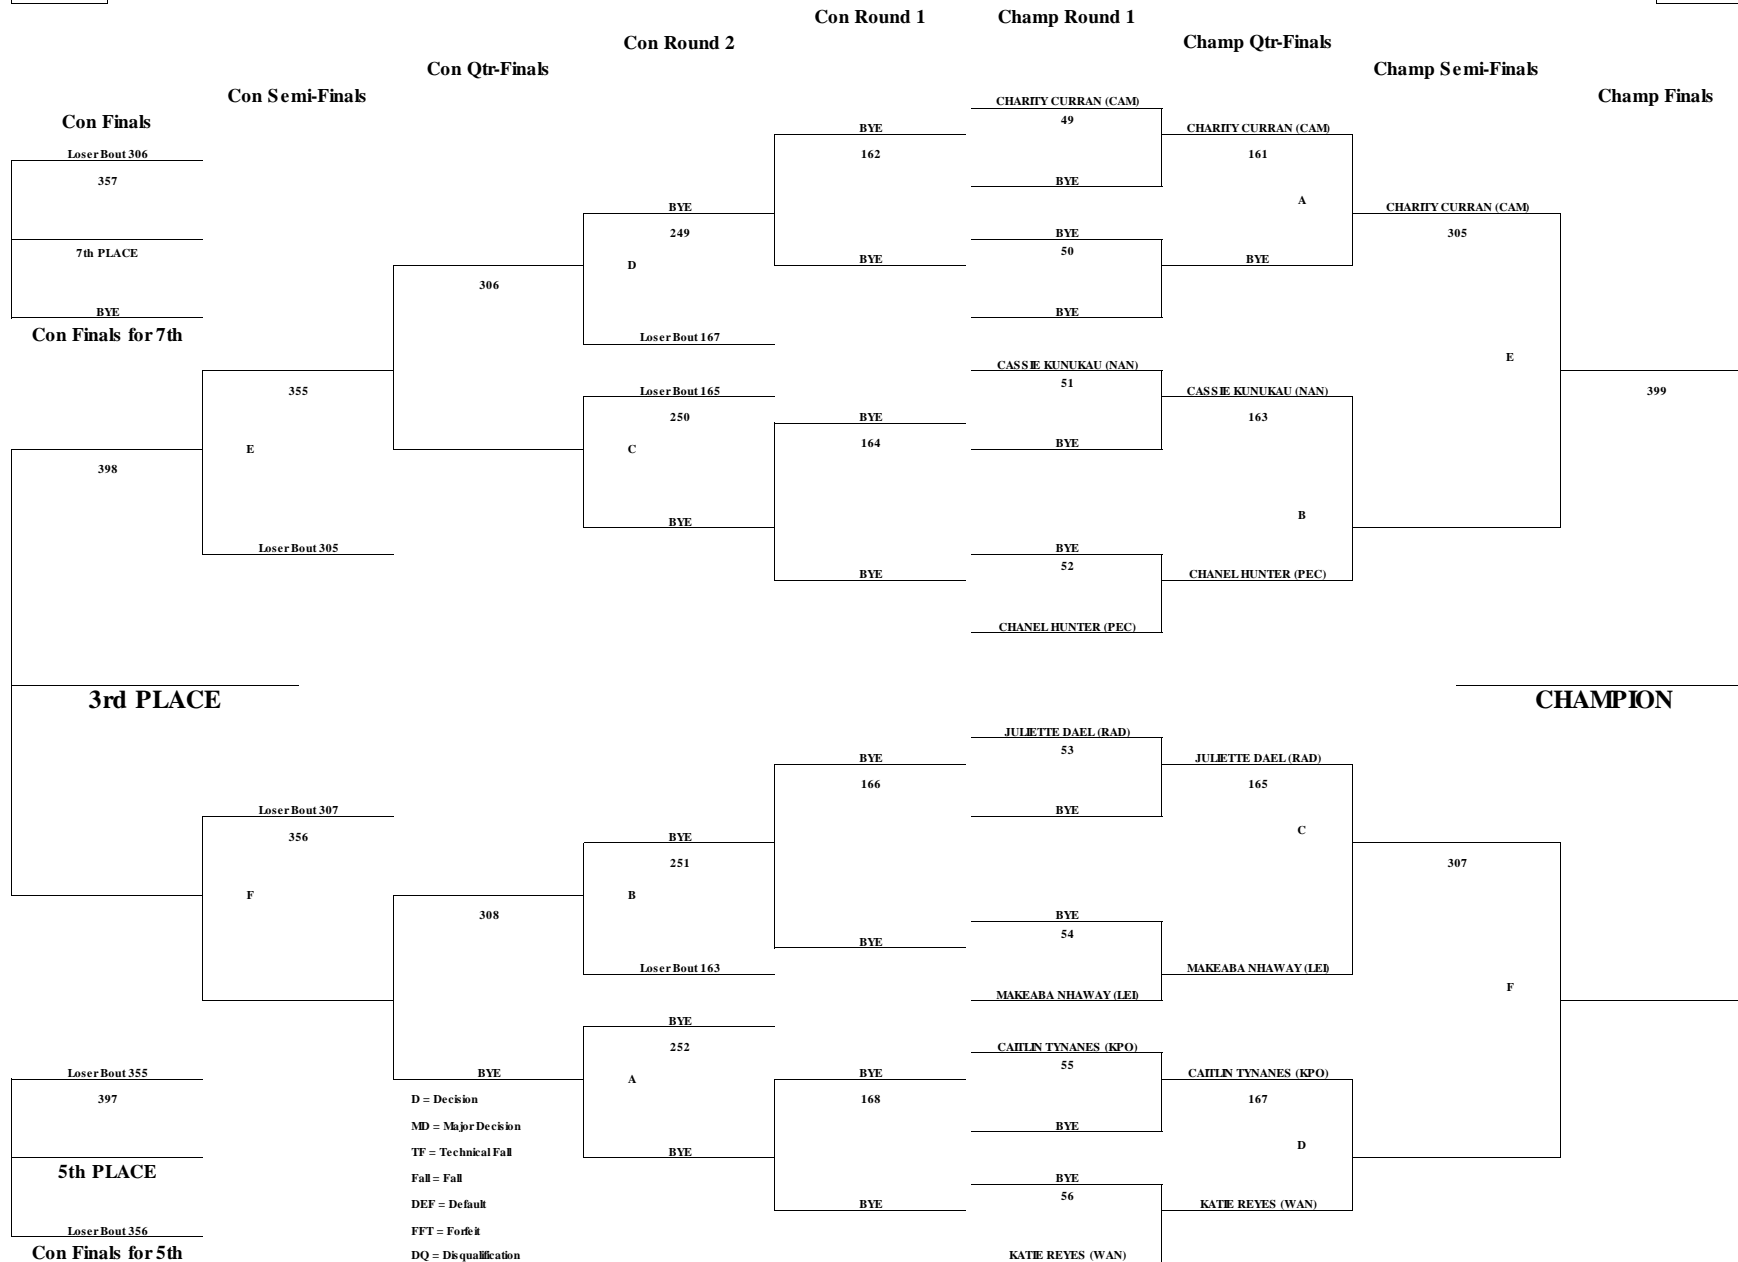 Con Round 1
Champ Round 1
Con Round 2
Champ Qtr-Finals
Con Qtr-Finals
Champ Semi-Finals
Con Semi-Finals
Champ Finals
Con Finals
Loser Bout 306
357
7th PLACE
BYE
Con Finals for 7th
398
3rd PLACE
Loser Bout 355
397
5th PLACE
Loser Bout 356
Con Finals for 5th
355
E
Loser Bout 305
Loser Bout 307
356
F
306
308
BYE
D = Decision
MD = Major Decision
TF = Technical Fall
Fall = Fall
DEF = Default
FFT = Forfeit
DQ = Disqualification
BYE
249
D
Loser Bout 167
Loser Bout 165
250
C
BYE
BYE
251
B
Loser Bout 163
BYE
252
A
BYE
BYE
162
BYE
BYE
164
BYE
BYE
166
BYE
BYE
168
BYE
CHARITY CURRAN (CAM)
49
BYE
BYE
50
BYE
CASSIE KUNUKAU (NAN)
51
BYE
BYE
52
CHANEL HUNTER (PEC)
JULIETTE DAEL (RAD)
53
BYE
BYE
54
MAKEABA NHAWAY (LEI)
CAITLIN TYNANES (KPO)
55
BYE
BYE
56
KATIE REYES (WAN)
CHARITY CURRAN (CAM)
161
A
BYE
CASSIE KUNUKAU (NAN)
163
B
CHANEL HUNTER (PEC)
JULIETTE DAEL (RAD)
165
C
MAKEABA NHAWAY (LEI)
CAITLIN TYNANES (KPO)
167
D
KATIE REYES (WAN)
CHARITY CURRAN (CAM)
305
E
307
F
399
CHAMPION